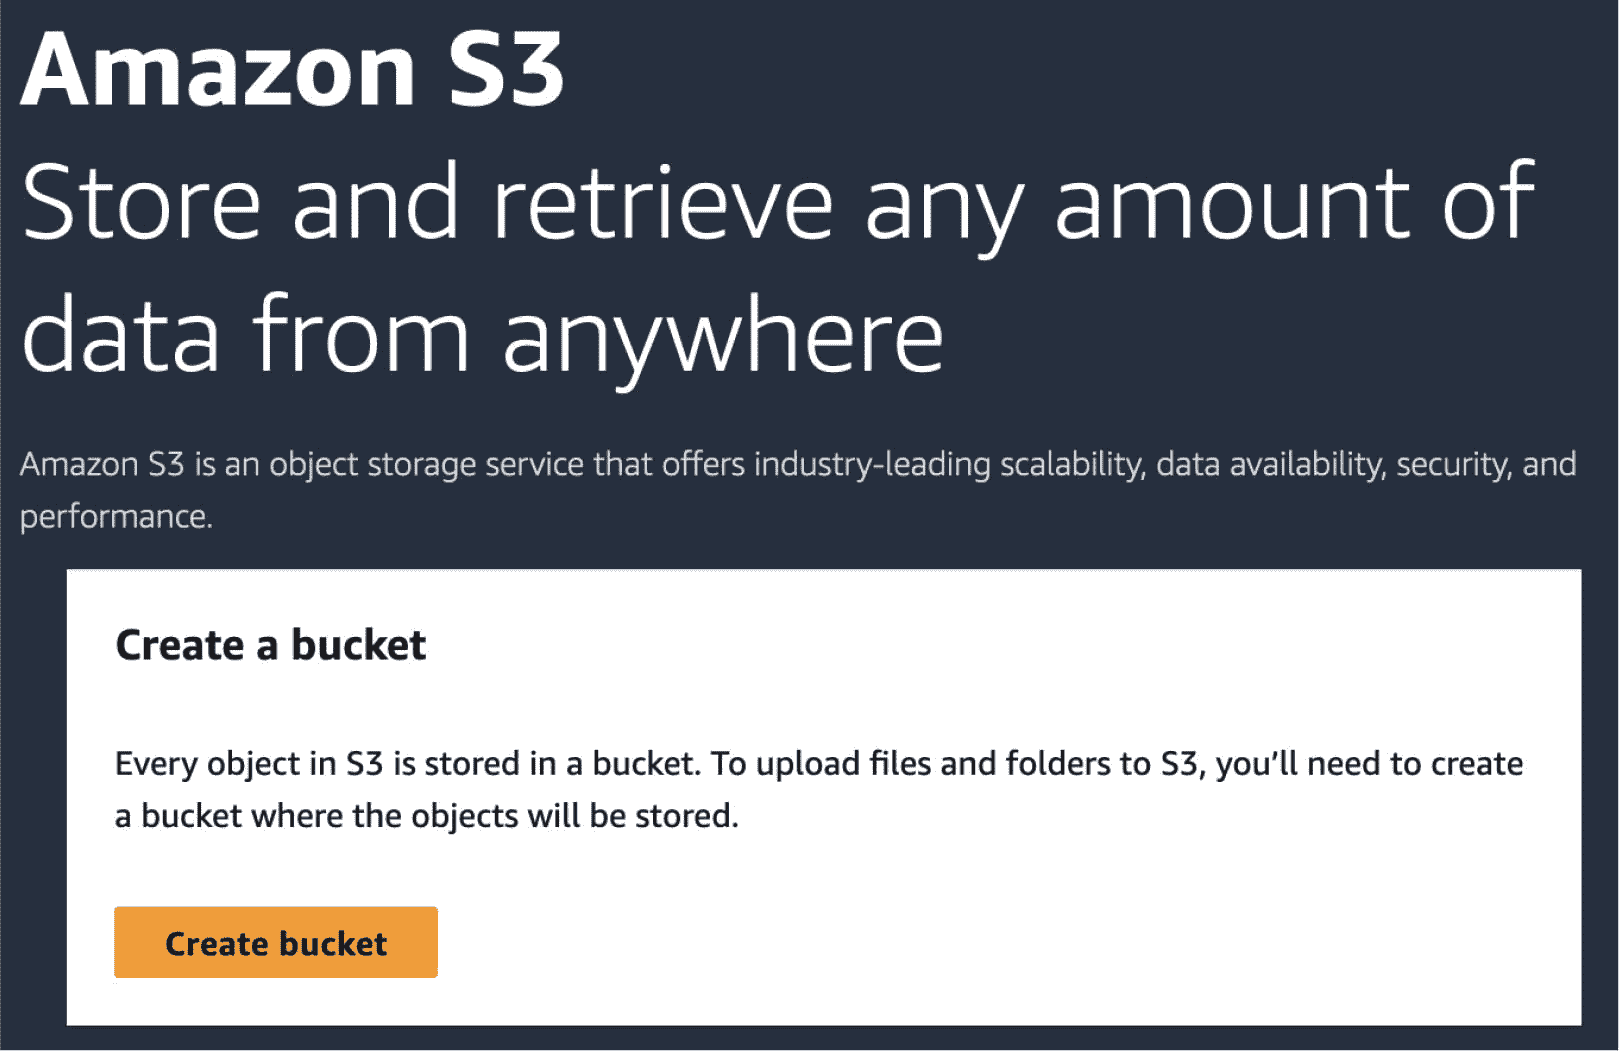 Amazon S3
Store and retrieve any amount of
data from anywhere
Amazon S3 is an object storage service that offers industry-leading scalability, data availability, security, and
performance.
Create a bucket
Every object in S3 is stored in a bucket. To upload files and folders to S3, you’ll need to create
a bucket where the objects will be stored.
Create bucket